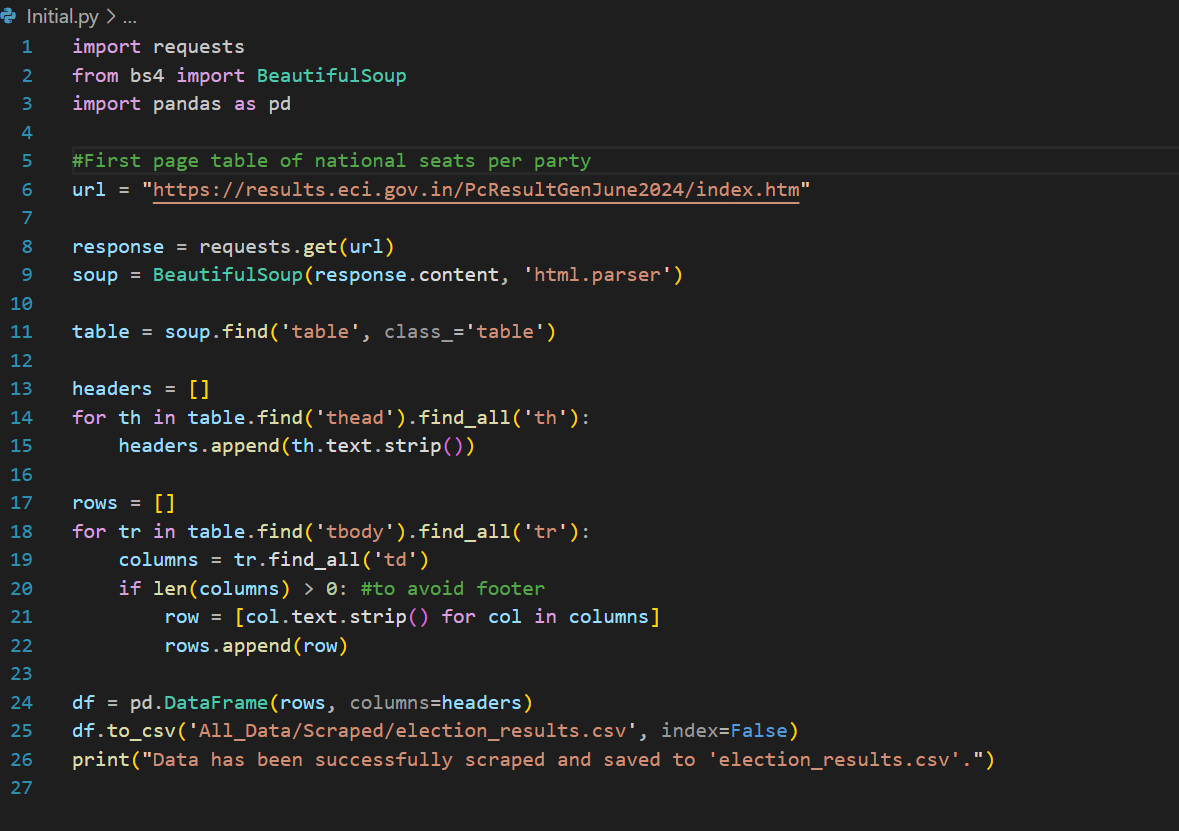 Initial.py > ...
1 import requests
2 from bs4 import BeautifulSoup
3 import pandas as pd
4
5 #First page table of national seats per party
6 url = "https://results.eci.gov.in/PcResultGenJune2024/index.htm"
7
8 response = requests.get(url)
9 soup = BeautifulSoup(response.content, 'html.parser')
10
11 table = soup.find('table', class_='table')
12
13 headers = []
14 for th in table.find('thead').find_all('th'):
15     headers.append(th.text.strip())
16
17 rows = []
18 for tr in table.find('tbody').find_all('tr'):
19     columns = tr.find_all('td')
20     if len(columns) > 0: #to avoid footer
21         row = [col.text.strip() for col in columns]
22         rows.append(row)
23
24 df = pd.DataFrame(rows, columns=headers)
25 df.to_csv('All_Data/Scraped/election_results.csv', index=False)
26 print("Data has been successfully scraped and saved to 'election_results.csv'.")
27